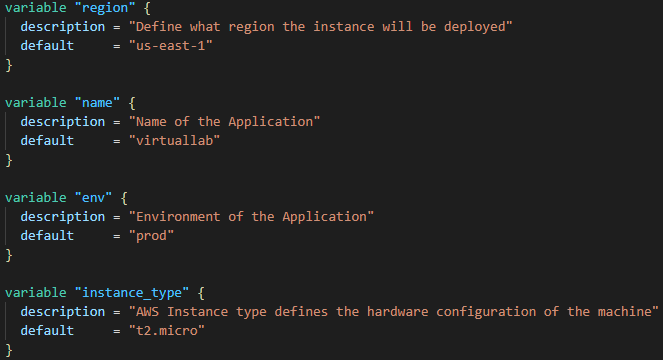 variable "region" {
  description = "Define what region the instance will be deployed"
  default     = "us-east-1"
}

variable "name" {
  description = "Name of the Application"
  default     = "virtuallab"
}

variable "env" {
  description = "Environment of the Application"
  default     = "prod"
}

variable "instance_type" {
  description = "AWS Instance type defines the hardware configuration of the machine"
  default     = "t2.micro"
}